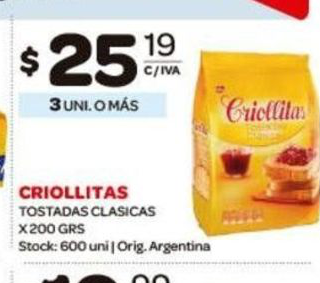 $ 25 19
C/IVA
3 UNI. O MÁS
Criollitas
CRIOLLITAS
TOSTADAS CLASICAS
X 200 GRS
Stock: 600 uni | Orig. Argentina